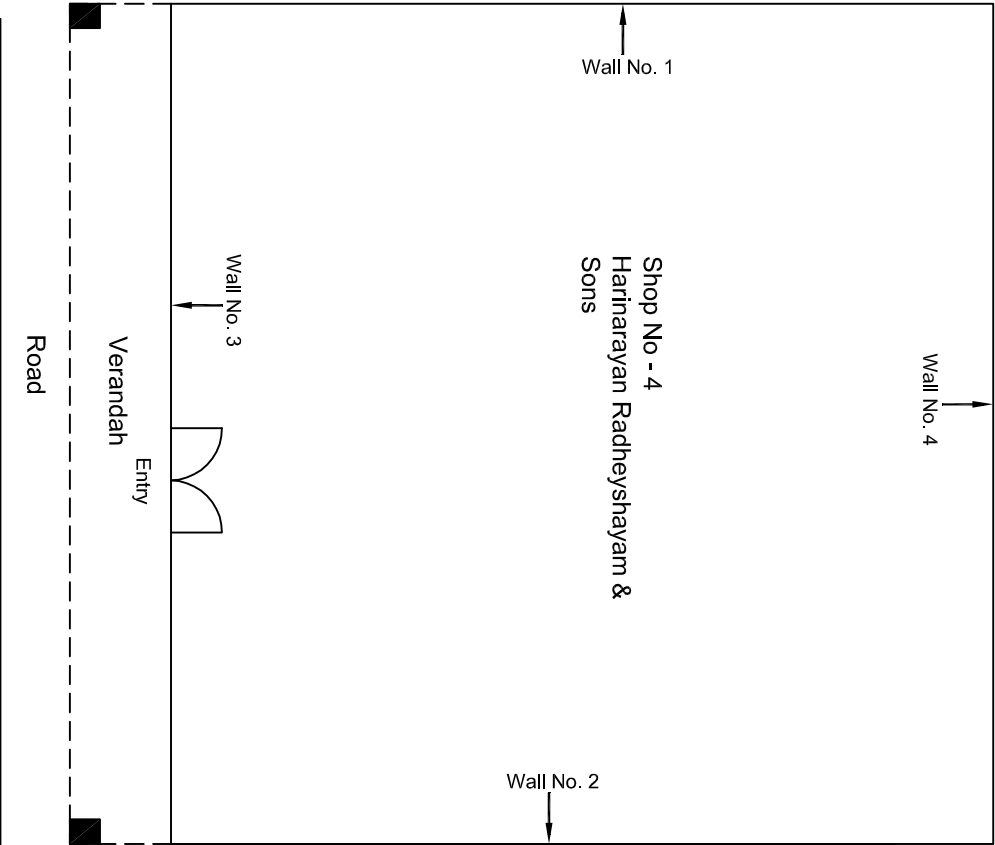 Wall No. 1
Shop No - 4
Harinarayan Radheyshayam &
Sons
Wall No. 4
Wall No. 3
Entry
Verandah
Road
Wall No. 2